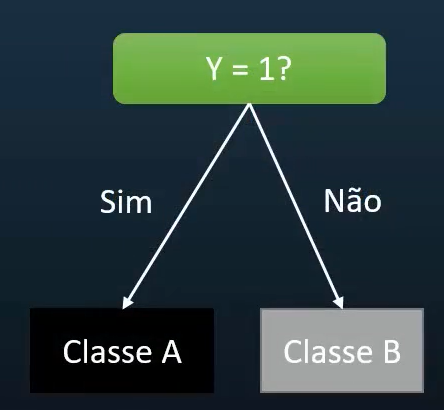 Y = 1?
Sim
Não
Classe A
Classe B